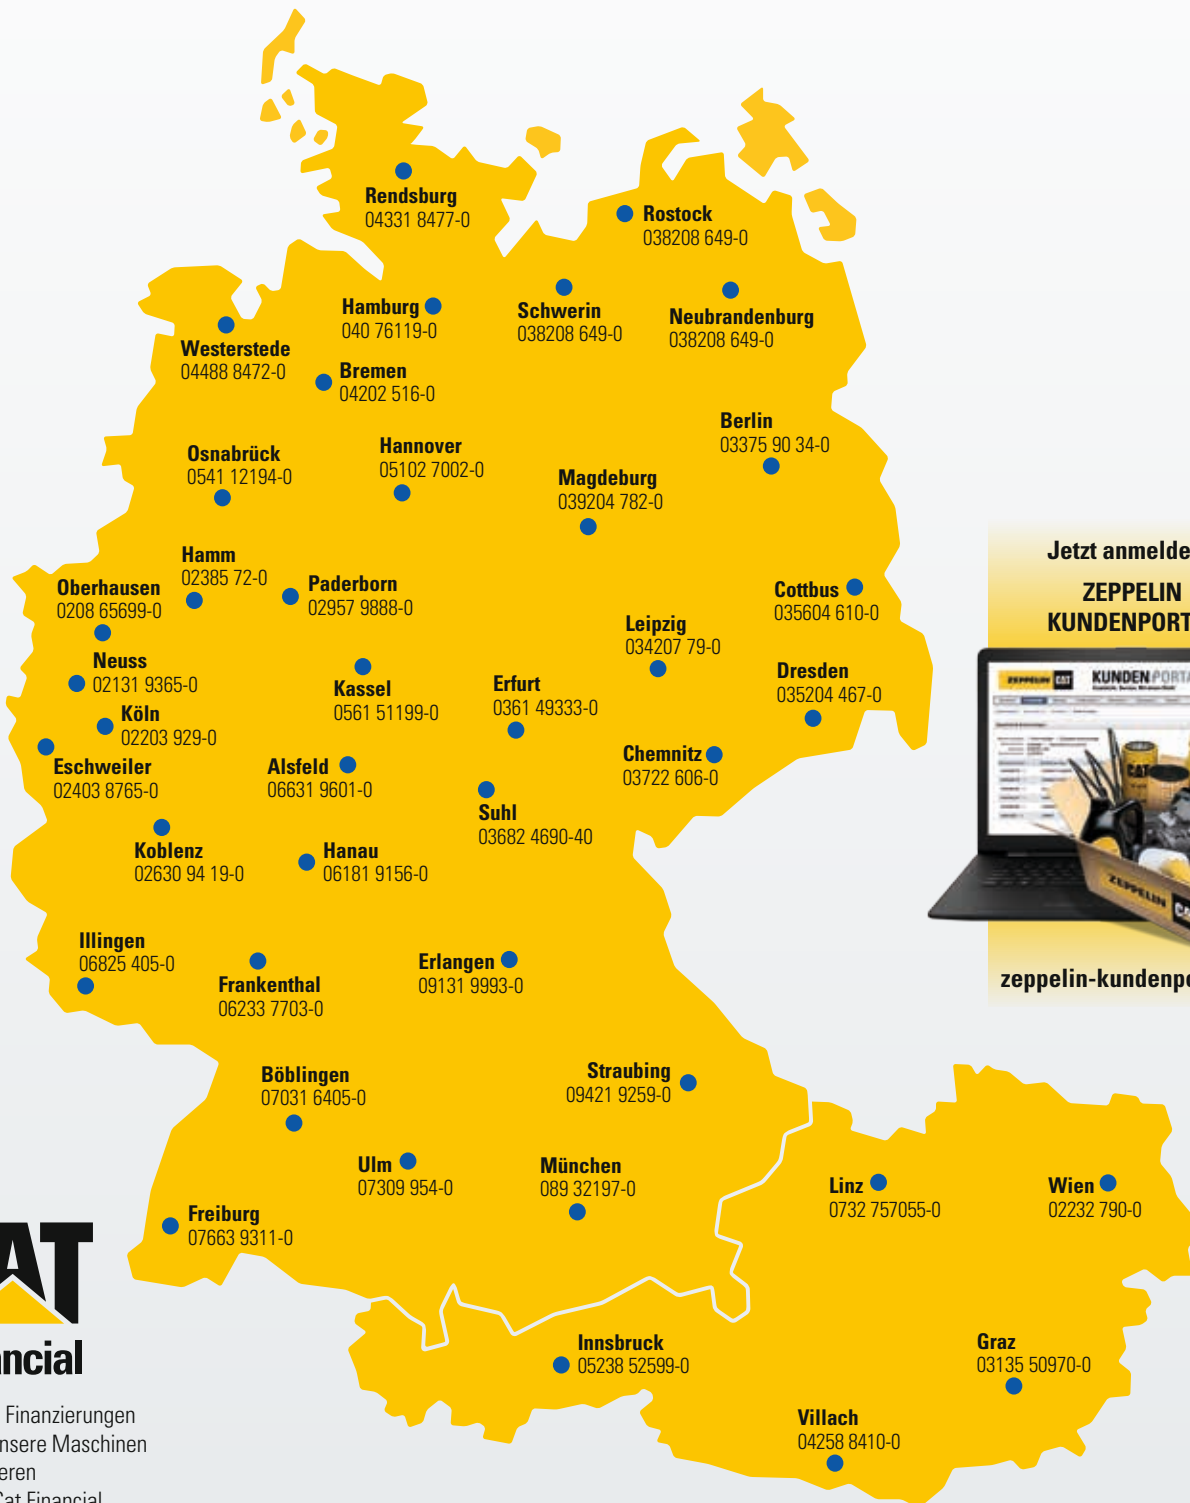 Rendsburg
04331 8477-0
Rostock
038208 649-0
Hamburg
040 76119-0
Schwerin
038208 649-0
Neubrandenburg
038208 649-0
Westerstede
04488 8472-0
Bremen
04202 516-0
Berlin
03375 90 34-0
Osnabrück
0541 12194-0
Hannover
05102 7002-0
Magdeburg
039204 782-0
Hamm
02385 72-0
Oberhausen
0208 65699-0
Paderborn
02957 9888-0
Cottbus
035604 610-0
Leipzig
034207 79-0
Neuss
02131 9365-0
Kassel
0561 51199-0
Erfurt
0361 49333-0
Dresden
035204 467-0
Köln
02203 929-0
Eschweiler
02403 8765-0
Alsfeld
06631 9601-0
Chemnitz
03722 606-0
Suhl
03682 4690-40
Koblenz
02630 94 19-0
Hanau
06181 9156-0
Illingen
06825 405-0
Frankenthal
06233 7703-0
Erlangen
09131 9993-0
Böblingen
07031 6405-0
Straubing
09421 9259-0
Ulm
07309 954-0
München
089 32197-0
Freiburg
07663 9311-0
Linz
0732 757055-0
Wien
02232 790-0
Innsbruck
05238 52599-0
Graz
03135 50970-0
Villach
04258 8410-0
Jetzt anmelde
ZEPPELIN
KUNDENPORT
ZEPPELIN CAT KUNDENPORTA
CAT
ZEPPELIN CA
zeppelin-kundenpo
AT
ancial
Finanzierungen
nsere Maschinen
eren
Cat Financial